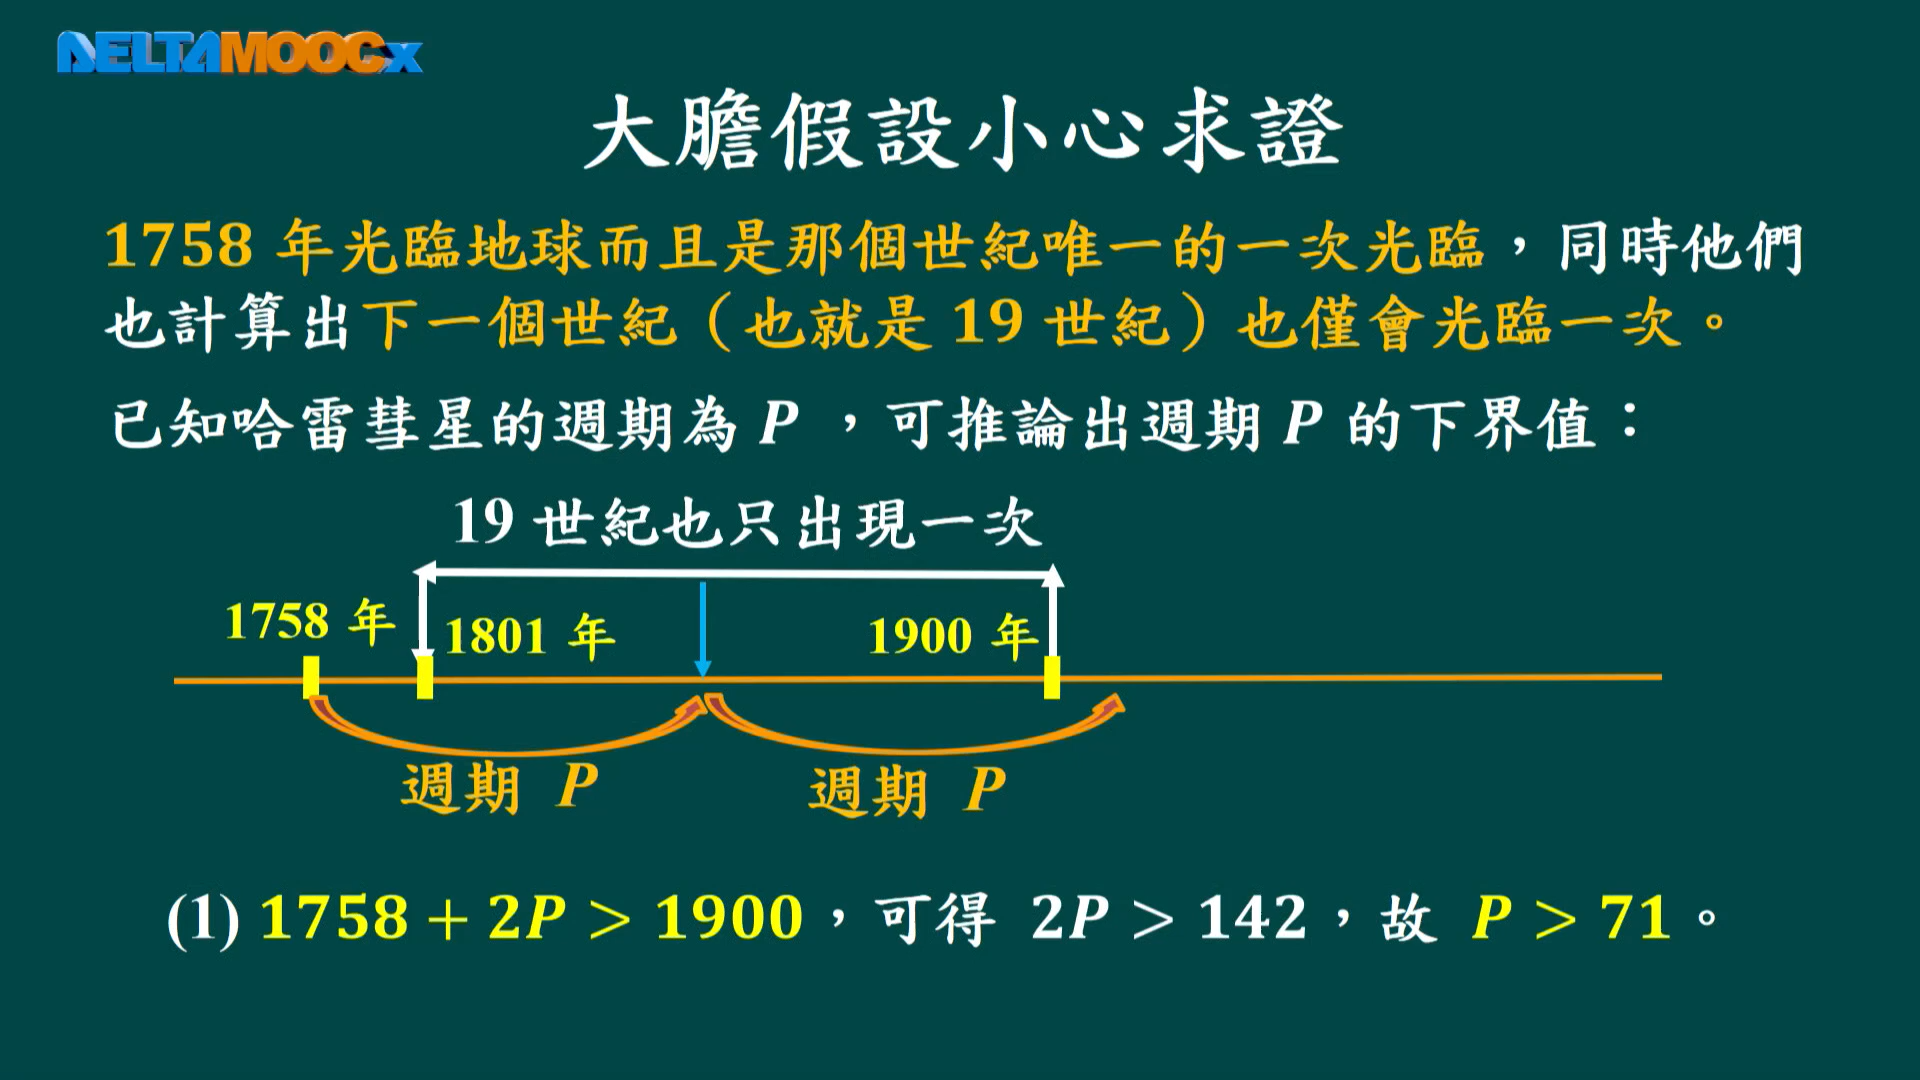 DELTAMOOCx
大膽假設小心求證
1758 年光臨地球而且是那個世紀唯一的一次光臨，同時他們
也計算出下一個世紀（也就是 19 世紀）也僅會光臨一次。
已知哈雷彗星的週期為 P ，可推論出週期 P 的下界值：
19 世紀也只出現一次
1758 年
1801 年
1900 年
週期 P
週期 P
(1) 1758 + 2P > 1900，可得 2P > 142，故 P > 71。